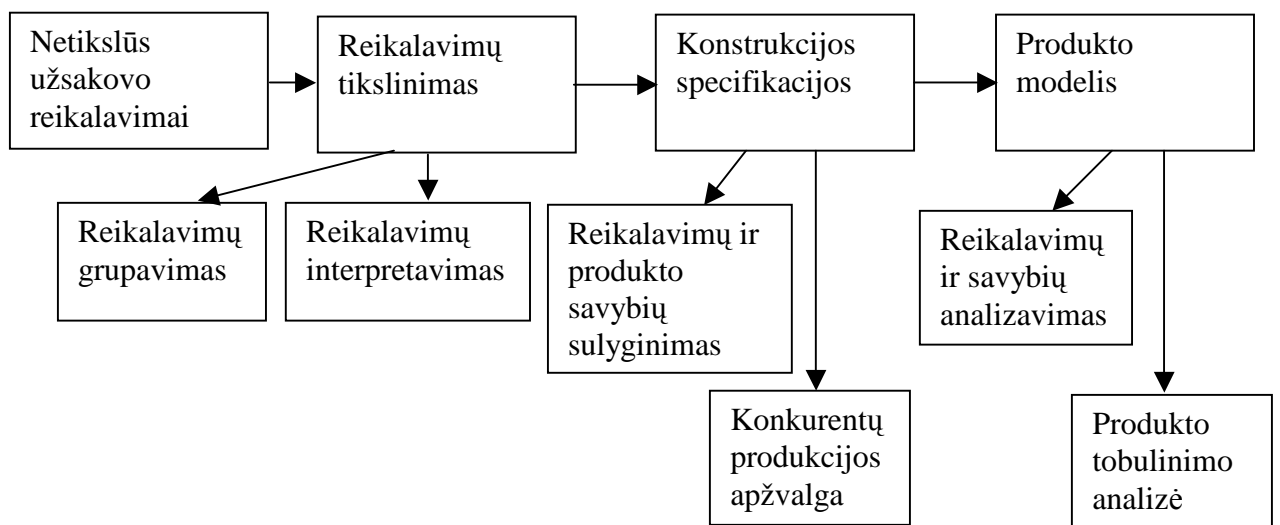 Netikslūs
užsakovo
reikalavimai
Reikalavimų
tikslinimas
Konstrukcijos
specifikacijos
Produkto
modelis
Reikalavimų
grupavimas
Reikalavimų
interpretavimas
Reikalavimų ir
produkto
savybių
sulyginimas
Reikalavimų
ir savybių
analizavimas
Konkurentų
produkcijos
apžvalga
Produkto
tobulinimo
analizė